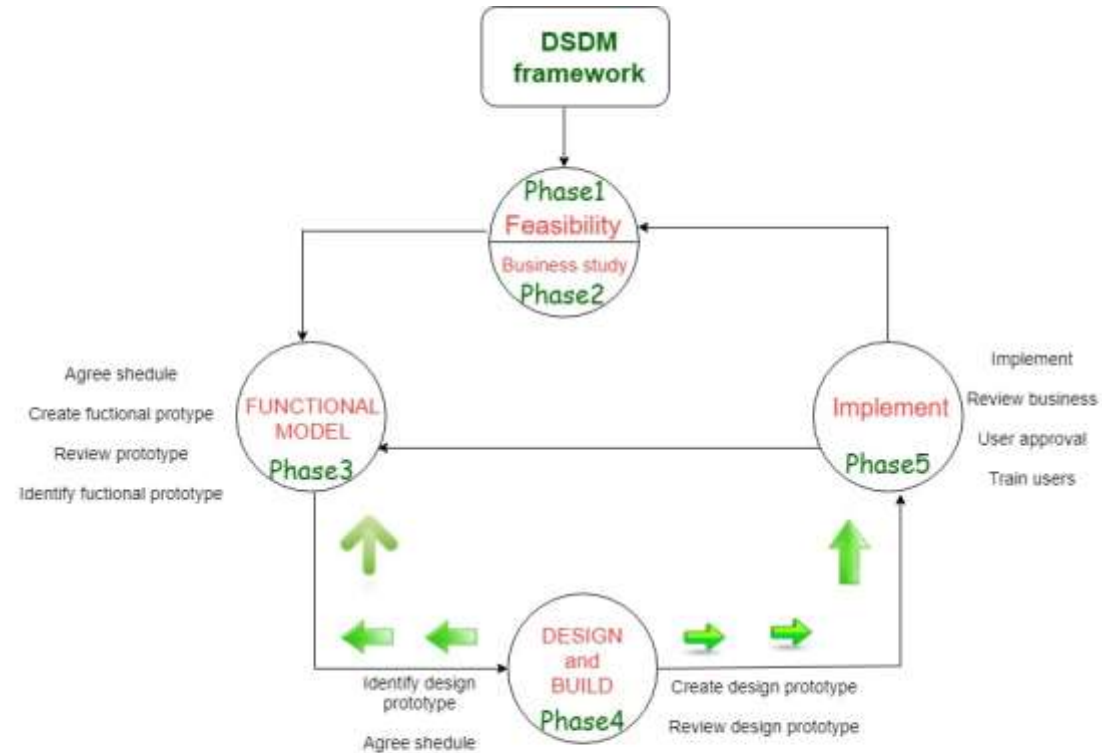 DSDM
framework
Phase1
Feasibility
Business study
Phase2
Agree shedule
Create fuctional protype
Review prototype
Identify fuctional prototype
FUNCTIONAL
MODEL
Phase3
Implement
Phase5
Implement
Review business
User approval
Train users
Identify design
prototype
Agree shedule
DESIGN
and
BUILD
Phase4
Create design prototype
Review design prototype